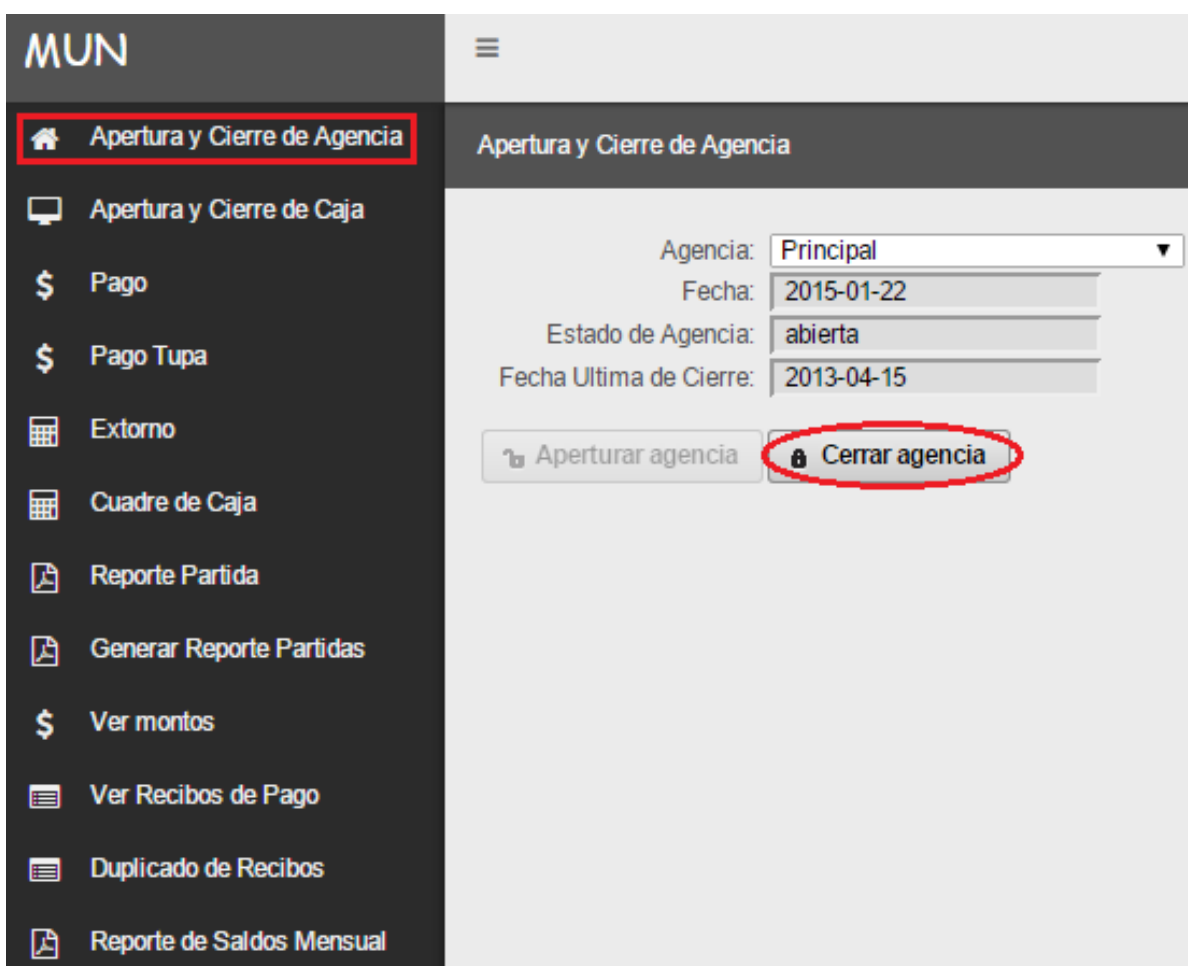 MUN
Apertura y Cierre de Agencia
Apertura y Cierre de Caja
Pago
Pago Tupa
Extorno
Cuadre de Caja
Reporte Partida
Generar Reporte Partidas
Ver montos
Ver Recibos de Pago
Duplicado de Recibos
Reporte de Saldos Mensual
Apertura y Cierre de Agencia
Agencia: Principal
Fecha: 2015-01-22
Estado de Agencia: abierta
Fecha Ultima de Cierre: 2013-04-15
Aperturar agencia Cerrar agencia